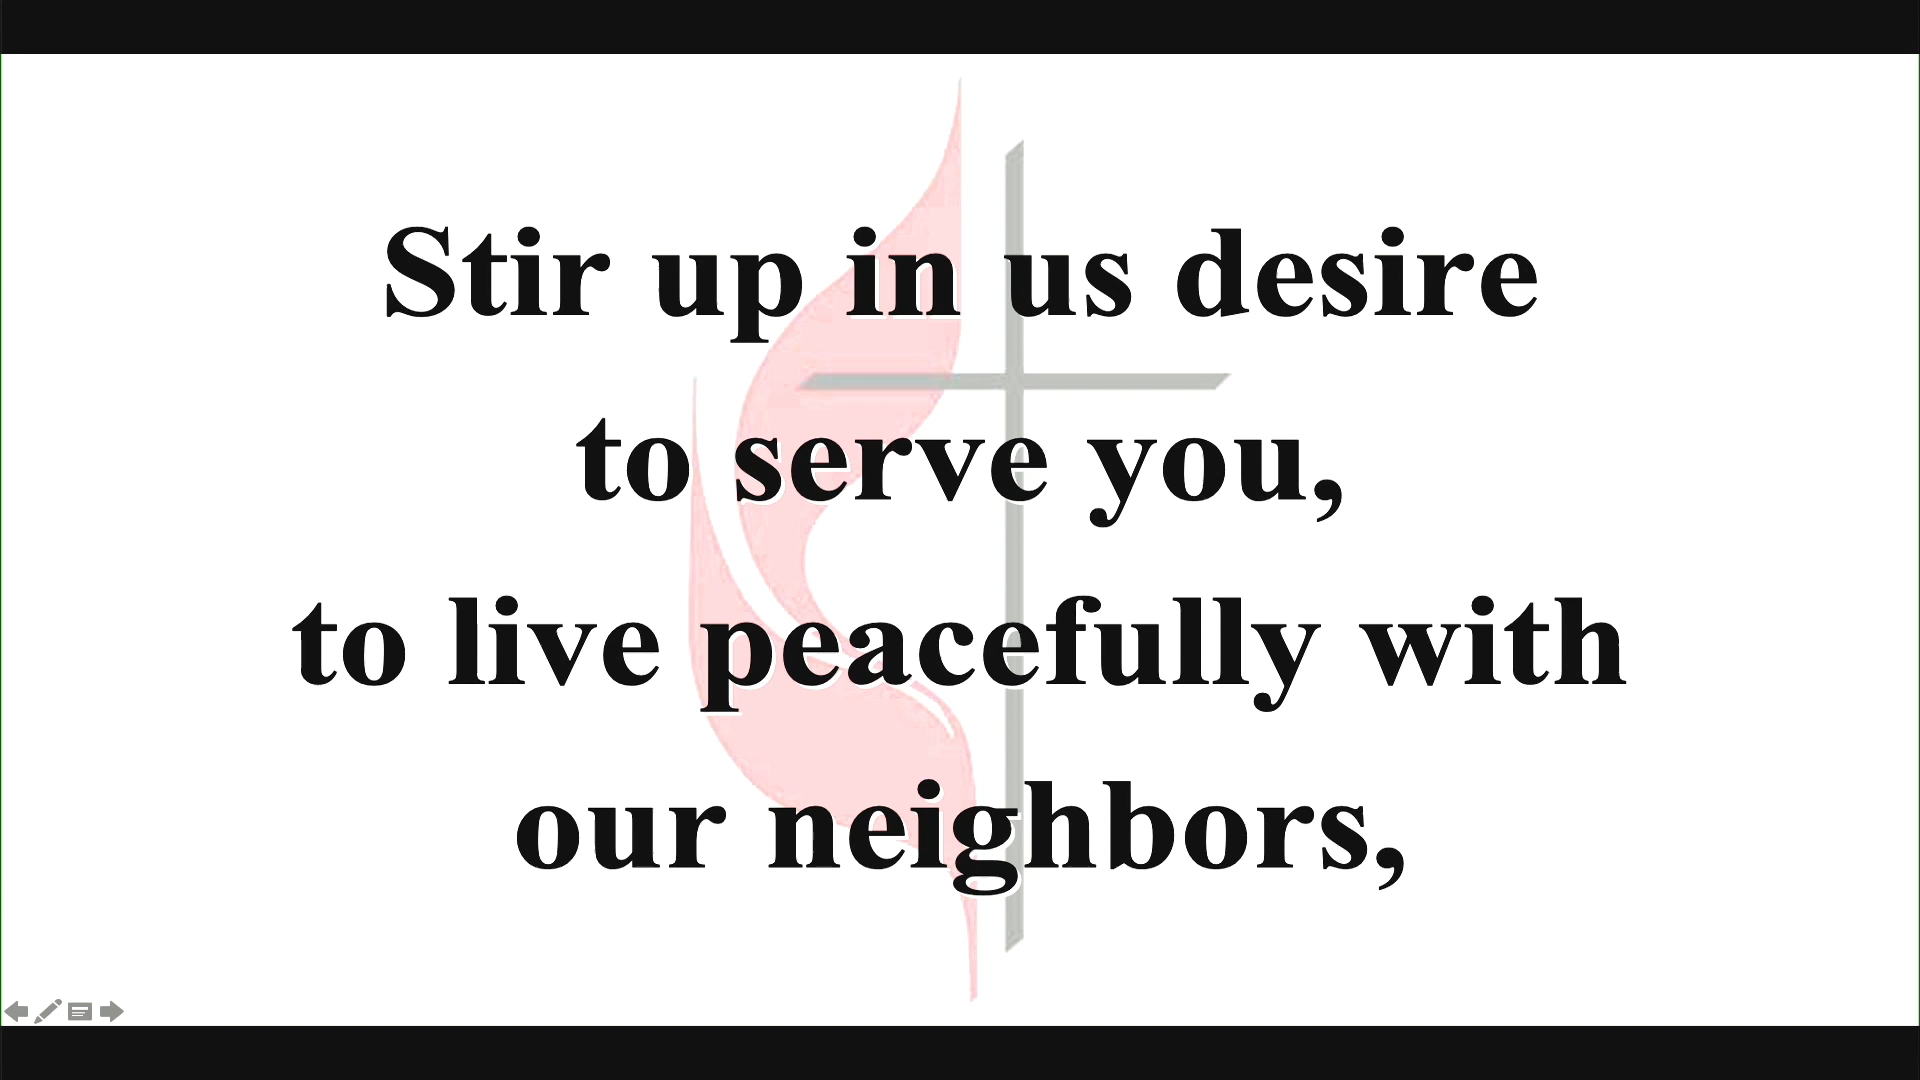 Stir up in us desire
to serve you,
to live peacefully with
our neighbors,